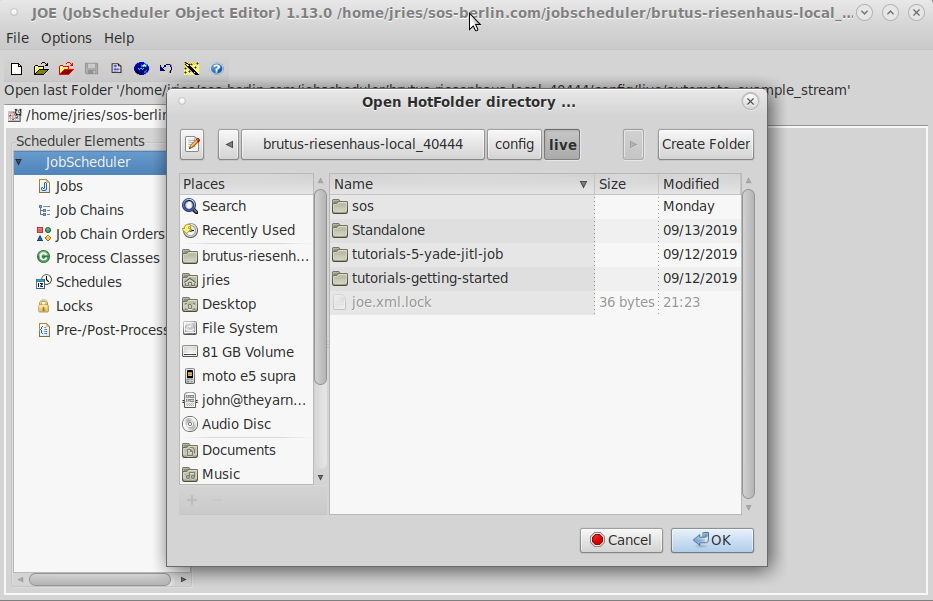 JOE (JobScheduler Object Editor) 1.13.0 /home/jries/sos-berlin.com/jobscheduler/brutus-riesenhaus-local_...
File Options Help
Open last Folder '/home/jries/sos-berlin.com/jobscheduler/brutus-riesenhaus-local_40444/config/live/automate_example_stream'
Open HotFolder directory ...
/home/jries/sos-berlin
Scheduler Elements
JobScheduler
Jobs
Job Chains
Job Chain Orders
Process Classes
Schedules
Locks
Pre-/Post-Process
brutus-riesenhaus-local_40444 config live Create Folder
Places
Search
Recently Used
brutus-riesenh...
jries
Desktop
File System
81 GB Volume
moto e5 supra
john@theyarn...
Audio Disc
Documents
Music
Name Size Modified
sos Monday
Standalone 09/13/2019
tutorials-5-yade-jitl-job 09/12/2019
tutorials-getting-started 09/12/2019
joe.xml.lock 36 bytes 21:23
Cancel OK